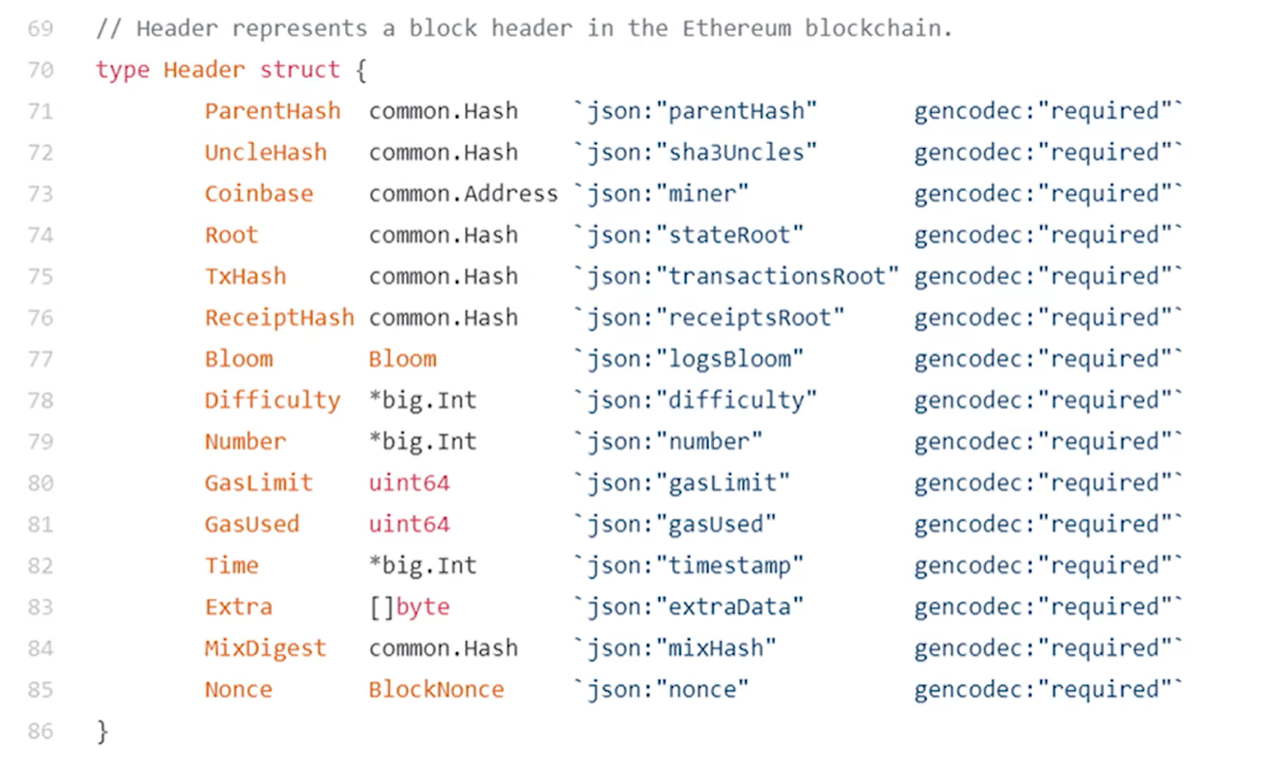 69 // Header represents a block header in the Ethereum blockchain.
70 type Header struct {
71 ParentHash common.Hash `json:"parentHash" gencodec:"required"`
72 UncleHash common.Hash `json:"sha3Uncles" gencodec:"required"`
73 Coinbase common.Address `json:"miner" gencodec:"required"`
74 Root common.Hash `json:"stateRoot" gencodec:"required"`
75 TxHash common.Hash `json:"transactionsRoot" gencodec:"required"`
76 ReceiptHash common.Hash `json:"receiptsRoot" gencodec:"required"`
77 Bloom Bloom `json:"logsBloom" gencodec:"required"`
78 Difficulty *big.Int `json:"difficulty" gencodec:"required"`
79 Number *big.Int `json:"number" gencodec:"required"`
80 GasLimit uint64 `json:"gasLimit" gencodec:"required"`
81 GasUsed uint64 `json:"gasUsed" gencodec:"required"`
82 Time *big.Int `json:"timestamp" gencodec:"required"`
83 Extra []byte `json:"extraData" gencodec:"required"`
84 MixDigest common.Hash `json:"mixHash" gencodec:"required"`
85 Nonce BlockNonce `json:"nonce" gencodec:"required"`
86 }